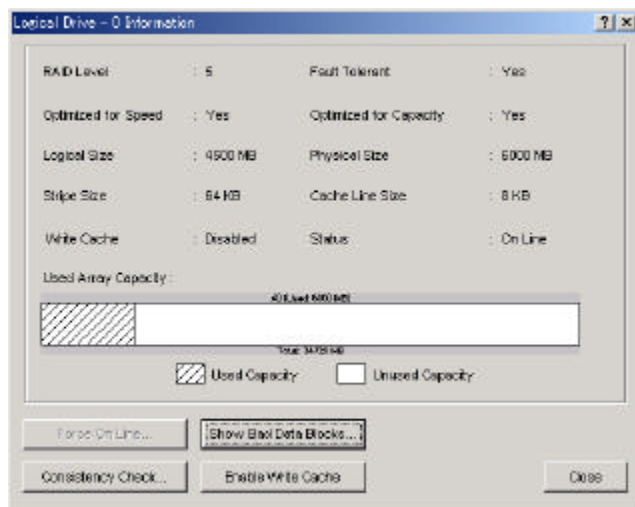 Logical Drive - 0 Information
RAID Level : 5 Fault Tolerant : Yes
Optimized for Speed : Yes Optimized for Capacity : Yes
Logical Size : 4500 MB Physical Size : 6000 MB
Stripe Size : 64 KB Cache Line Size : 8 KB
Write Cache : Disabled Status : On Line
Used Array Capacity :
Used Capacity Unused Capacity
Force On Line... Show Bad Data Blocks...
Consistency Check... Enable Write Cache Close